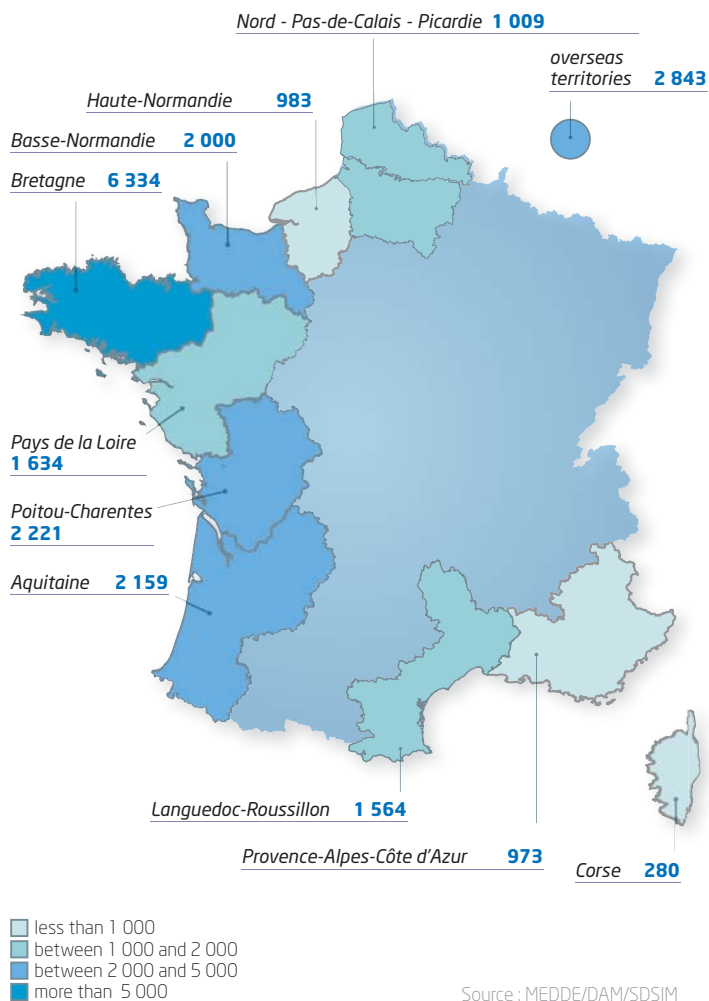 Nord - Pas-de-Calais - Picardie 1 009
overseas
territories 2 843
Haute-Normandie 983
Basse-Normandie 2 000
Bretagne 6 334
Pays de la Loire
1 634
Poitou-Charentes
2 221
Aquitaine 2 159
Languedoc-Roussillon 1 564
Provence-Alpes-Côte d'Azur 973
Corse 280
less than 1 000
between 1 000 and 2 000
between 2 000 and 5 000
more than 5 000
Source : MEDDE/DAM/SDSIM